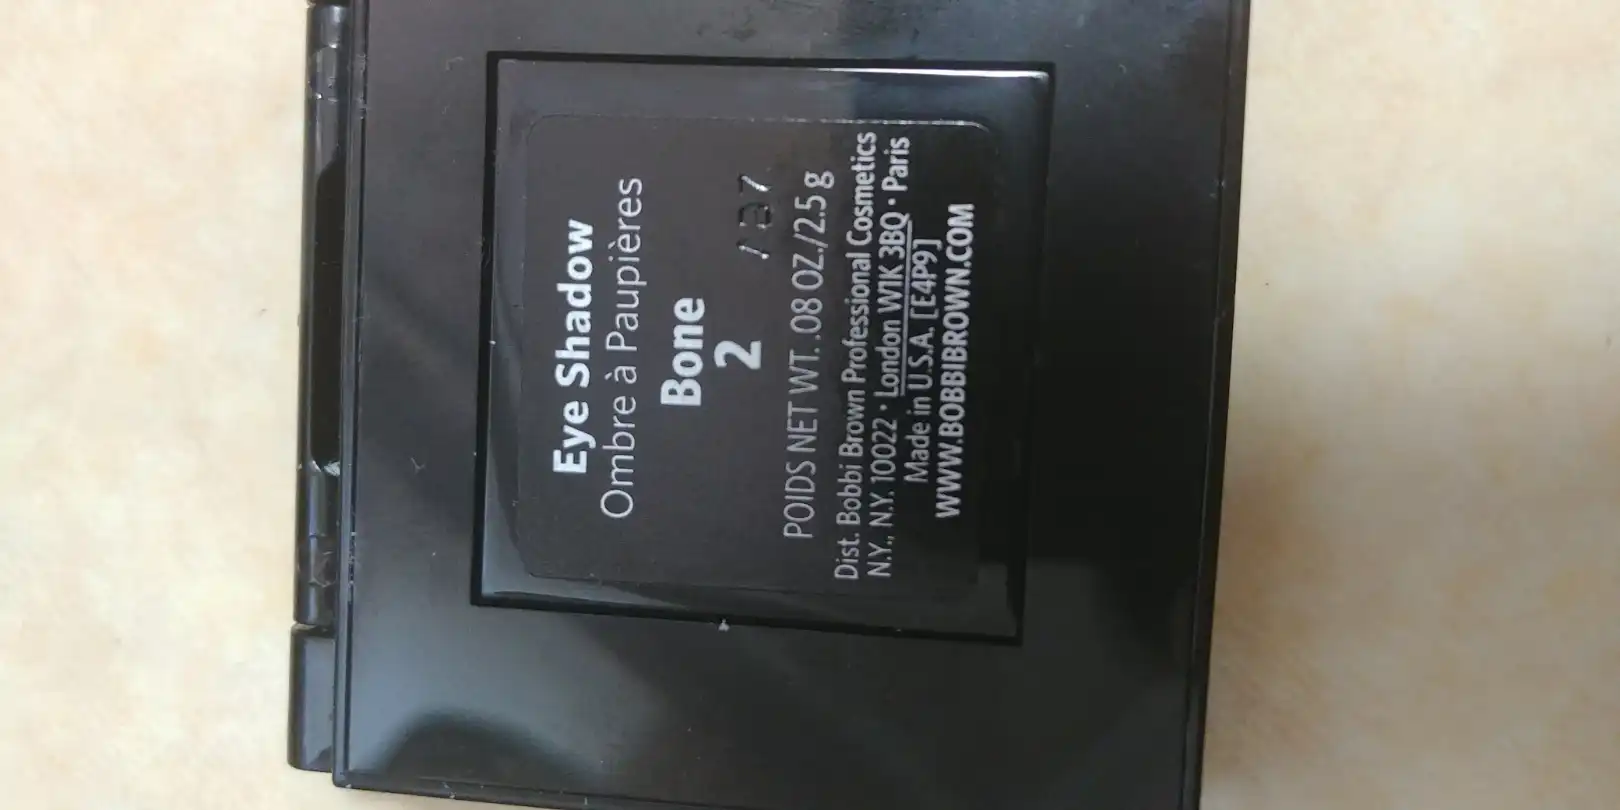 Eye Shadow
Ombre à Paupières
Bone
2
POIDS NET WT. .08 OZ./2.5 g
Dist. Bobbi Brown Professional Cosmetics
N.Y., N.Y. 10022 • London W1K 3BQ • Paris
Made in U.S.A. [E4P9]
WWW.BOBBIBROWN.COM